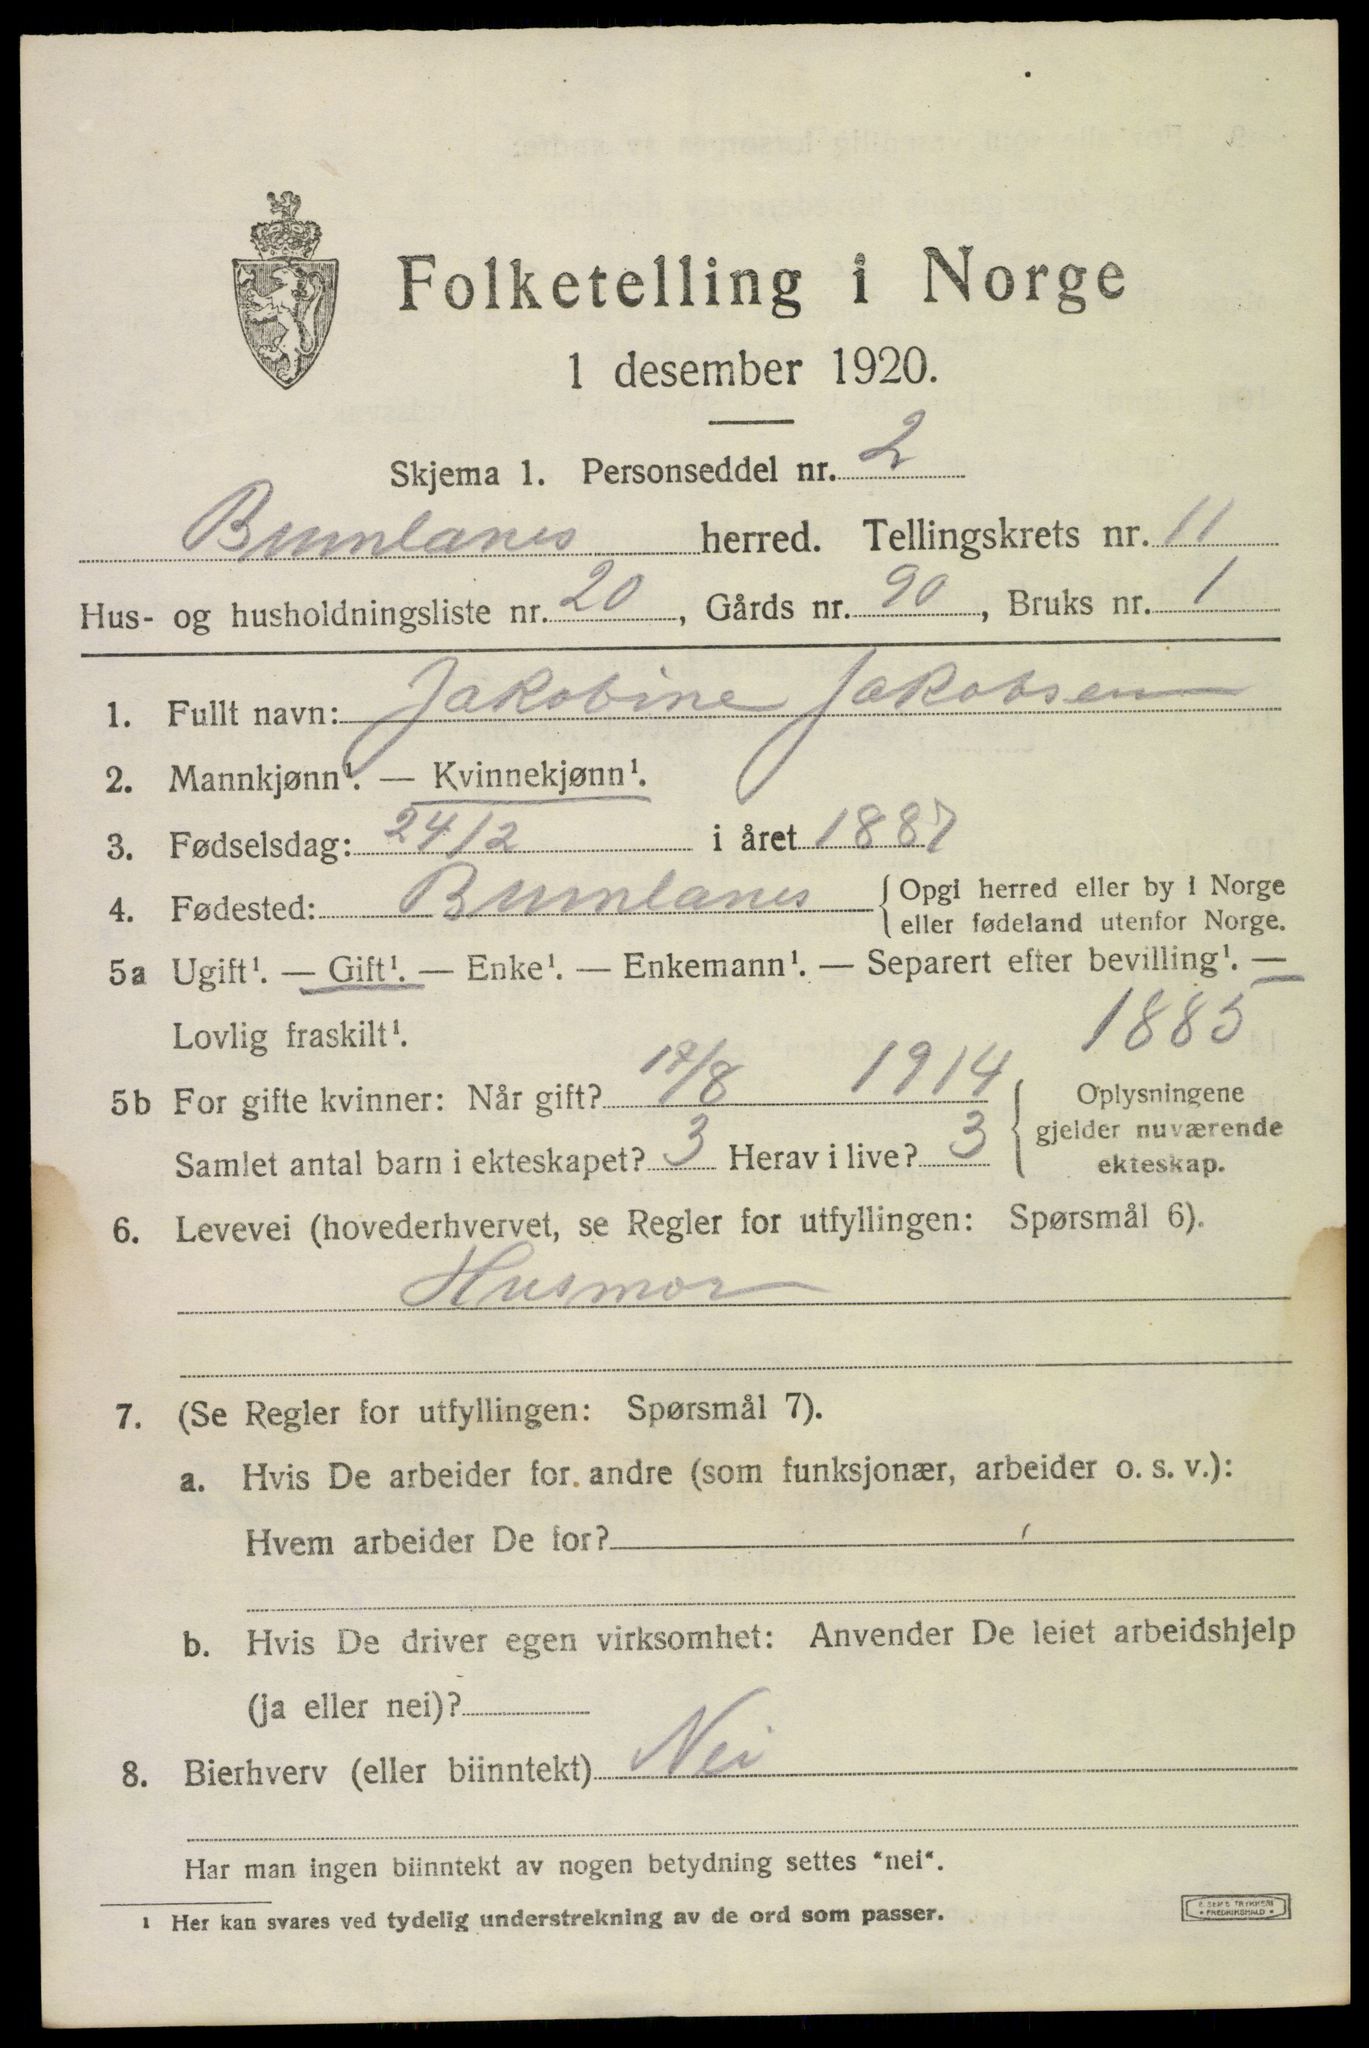 Folketelling i Norge
1 desember 1920.
Skjema 1. Personseddel nr. 2
Brunlanes herred. Tellingskrets nr. 11
Hus- og husholdningsliste nr. 20, Gårds nr. 90, Bruks nr. 1
1. Fullt navn: Jakobine Jakobsen
2. Mannkjønn¹. — Kvinnekjønn¹.
3. Fødselsdag: 24/2 i året 1887
4. Fødested: Brunlanes { Opgi herred eller by i Norge
eller fødeland utenfor Norge.
5a Ugift¹. — Gift¹. — Enke¹. — Enkemann¹. — Separert efter bevilling¹. —
Lovlig fraskilt¹. 1885
5b For gifte kvinner: Når gift? /8 1914 { Oplysningene
gjelder nuværende
Samlet antal barn i ekteskapet? 3 Herav i live? 3 ekteskap.
6. Levevei (hovederhvervet, se Regler for utfyllingen: Spørsmål 6).
Husmor
7. (Se Regler for utfyllingen: Spørsmål 7).
a. Hvis De arbeider for andre (som funksjonær, arbeider o. s. v.):
Hvem arbeider De for?
b. Hvis De driver egen virksomhet: Anvender De leiet arbeidshjelp
(ja eller nei)?
8. Bierhverv (eller biinntekt) Nei
Har man ingen biinntekt av nogen betydning settes "nei".
¹ Her kan svares ved tydelig understrekning av de ord som passer.
TRYKKERI
FREDRIKSHALD